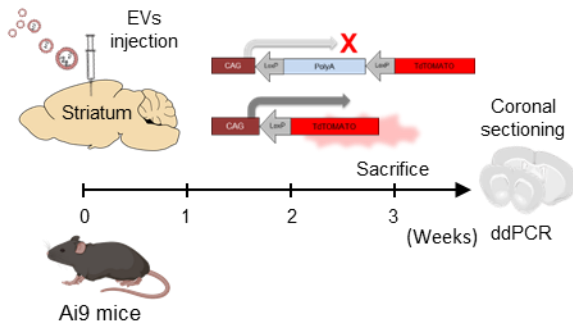 EVs
injection
Striatum
X
CAG
LoxP
PolyA
LoxP
TdTOMATO
CAG
LoxP
TdTOMATO
Sacrifice
Coronal
sectioning
ddPCR
0
1
2
3
(Weeks)
Ai9 mice